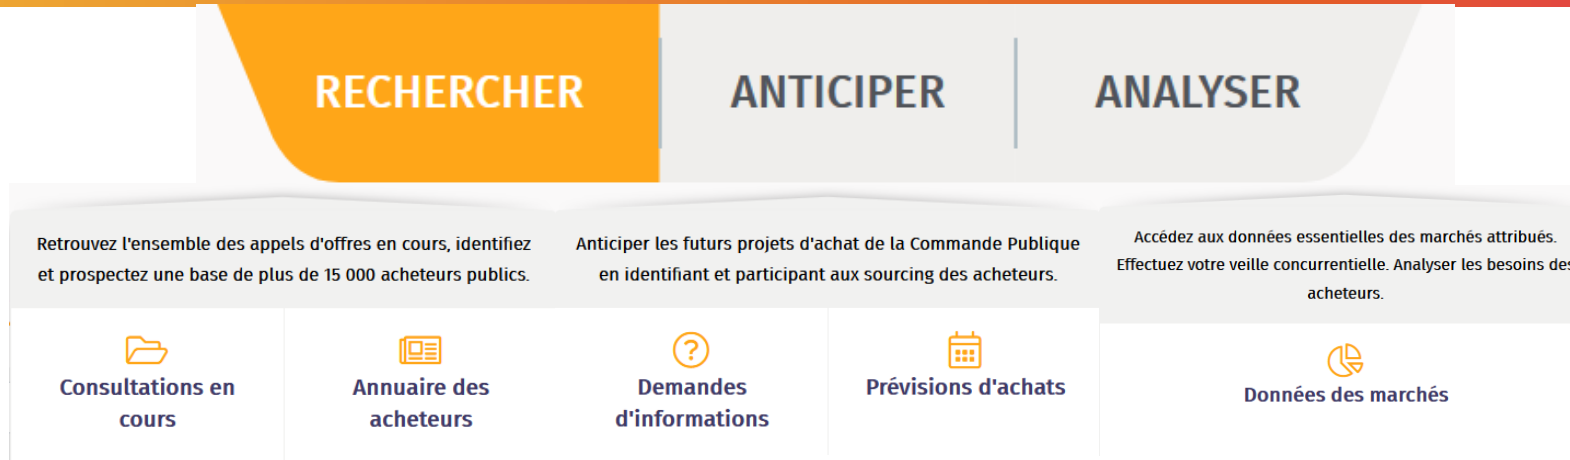 RECHERCHER
ANTICIPER
ANALYSER
Retrouvez l'ensemble des appels d'offres en cours, identifiez
et prospectez une base de plus de 15 000 acheteurs publics.
Anticiper les futurs projets d'achat de la Commande Publique
en identifiant et participant aux sourcing des acheteurs.
Accédez aux données essentielles des marchés attribués.
Effectuez votre veille concurrentielle. Analyser les besoins des
acheteurs.
Consultations en
cours
Annuaire des
acheteurs
Demandes
d'informations
Prévisions d'achats
Données des marchés